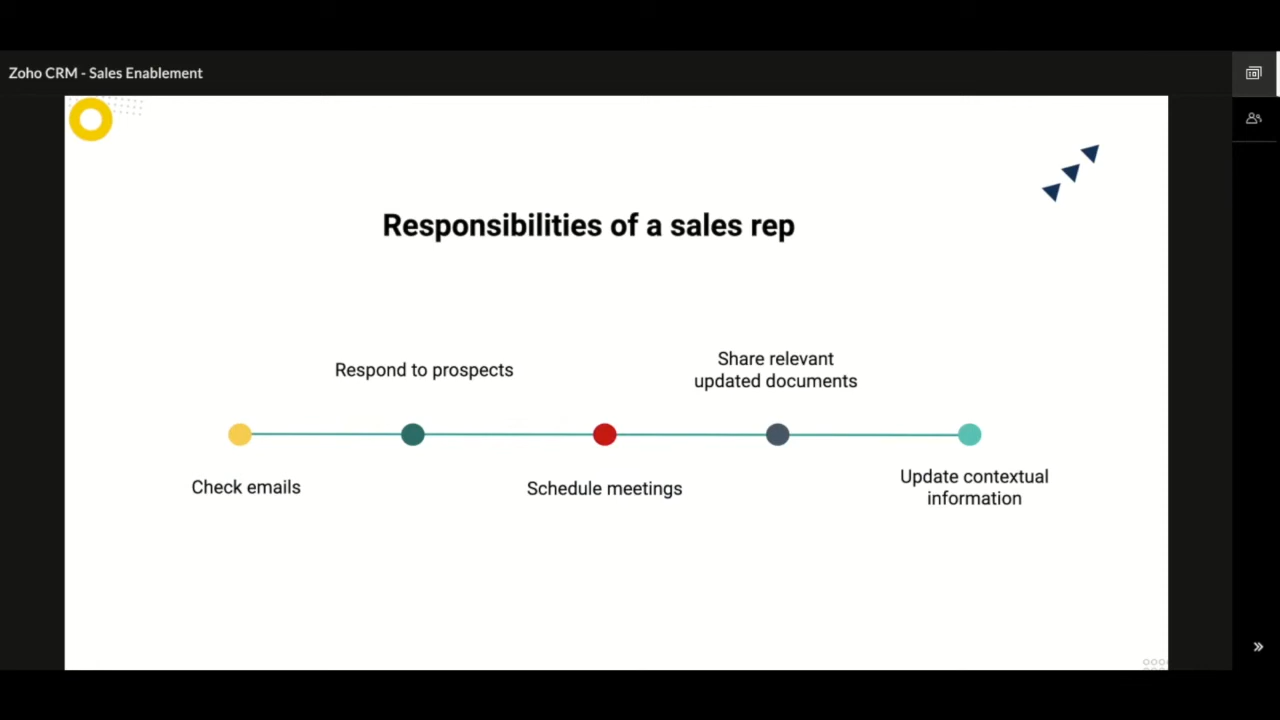 Zoho CRM - Sales Enablement
Responsibilities of a sales rep
Respond to prospects
Share relevant
updated documents
Check emails
Schedule meetings
Update contextual
information